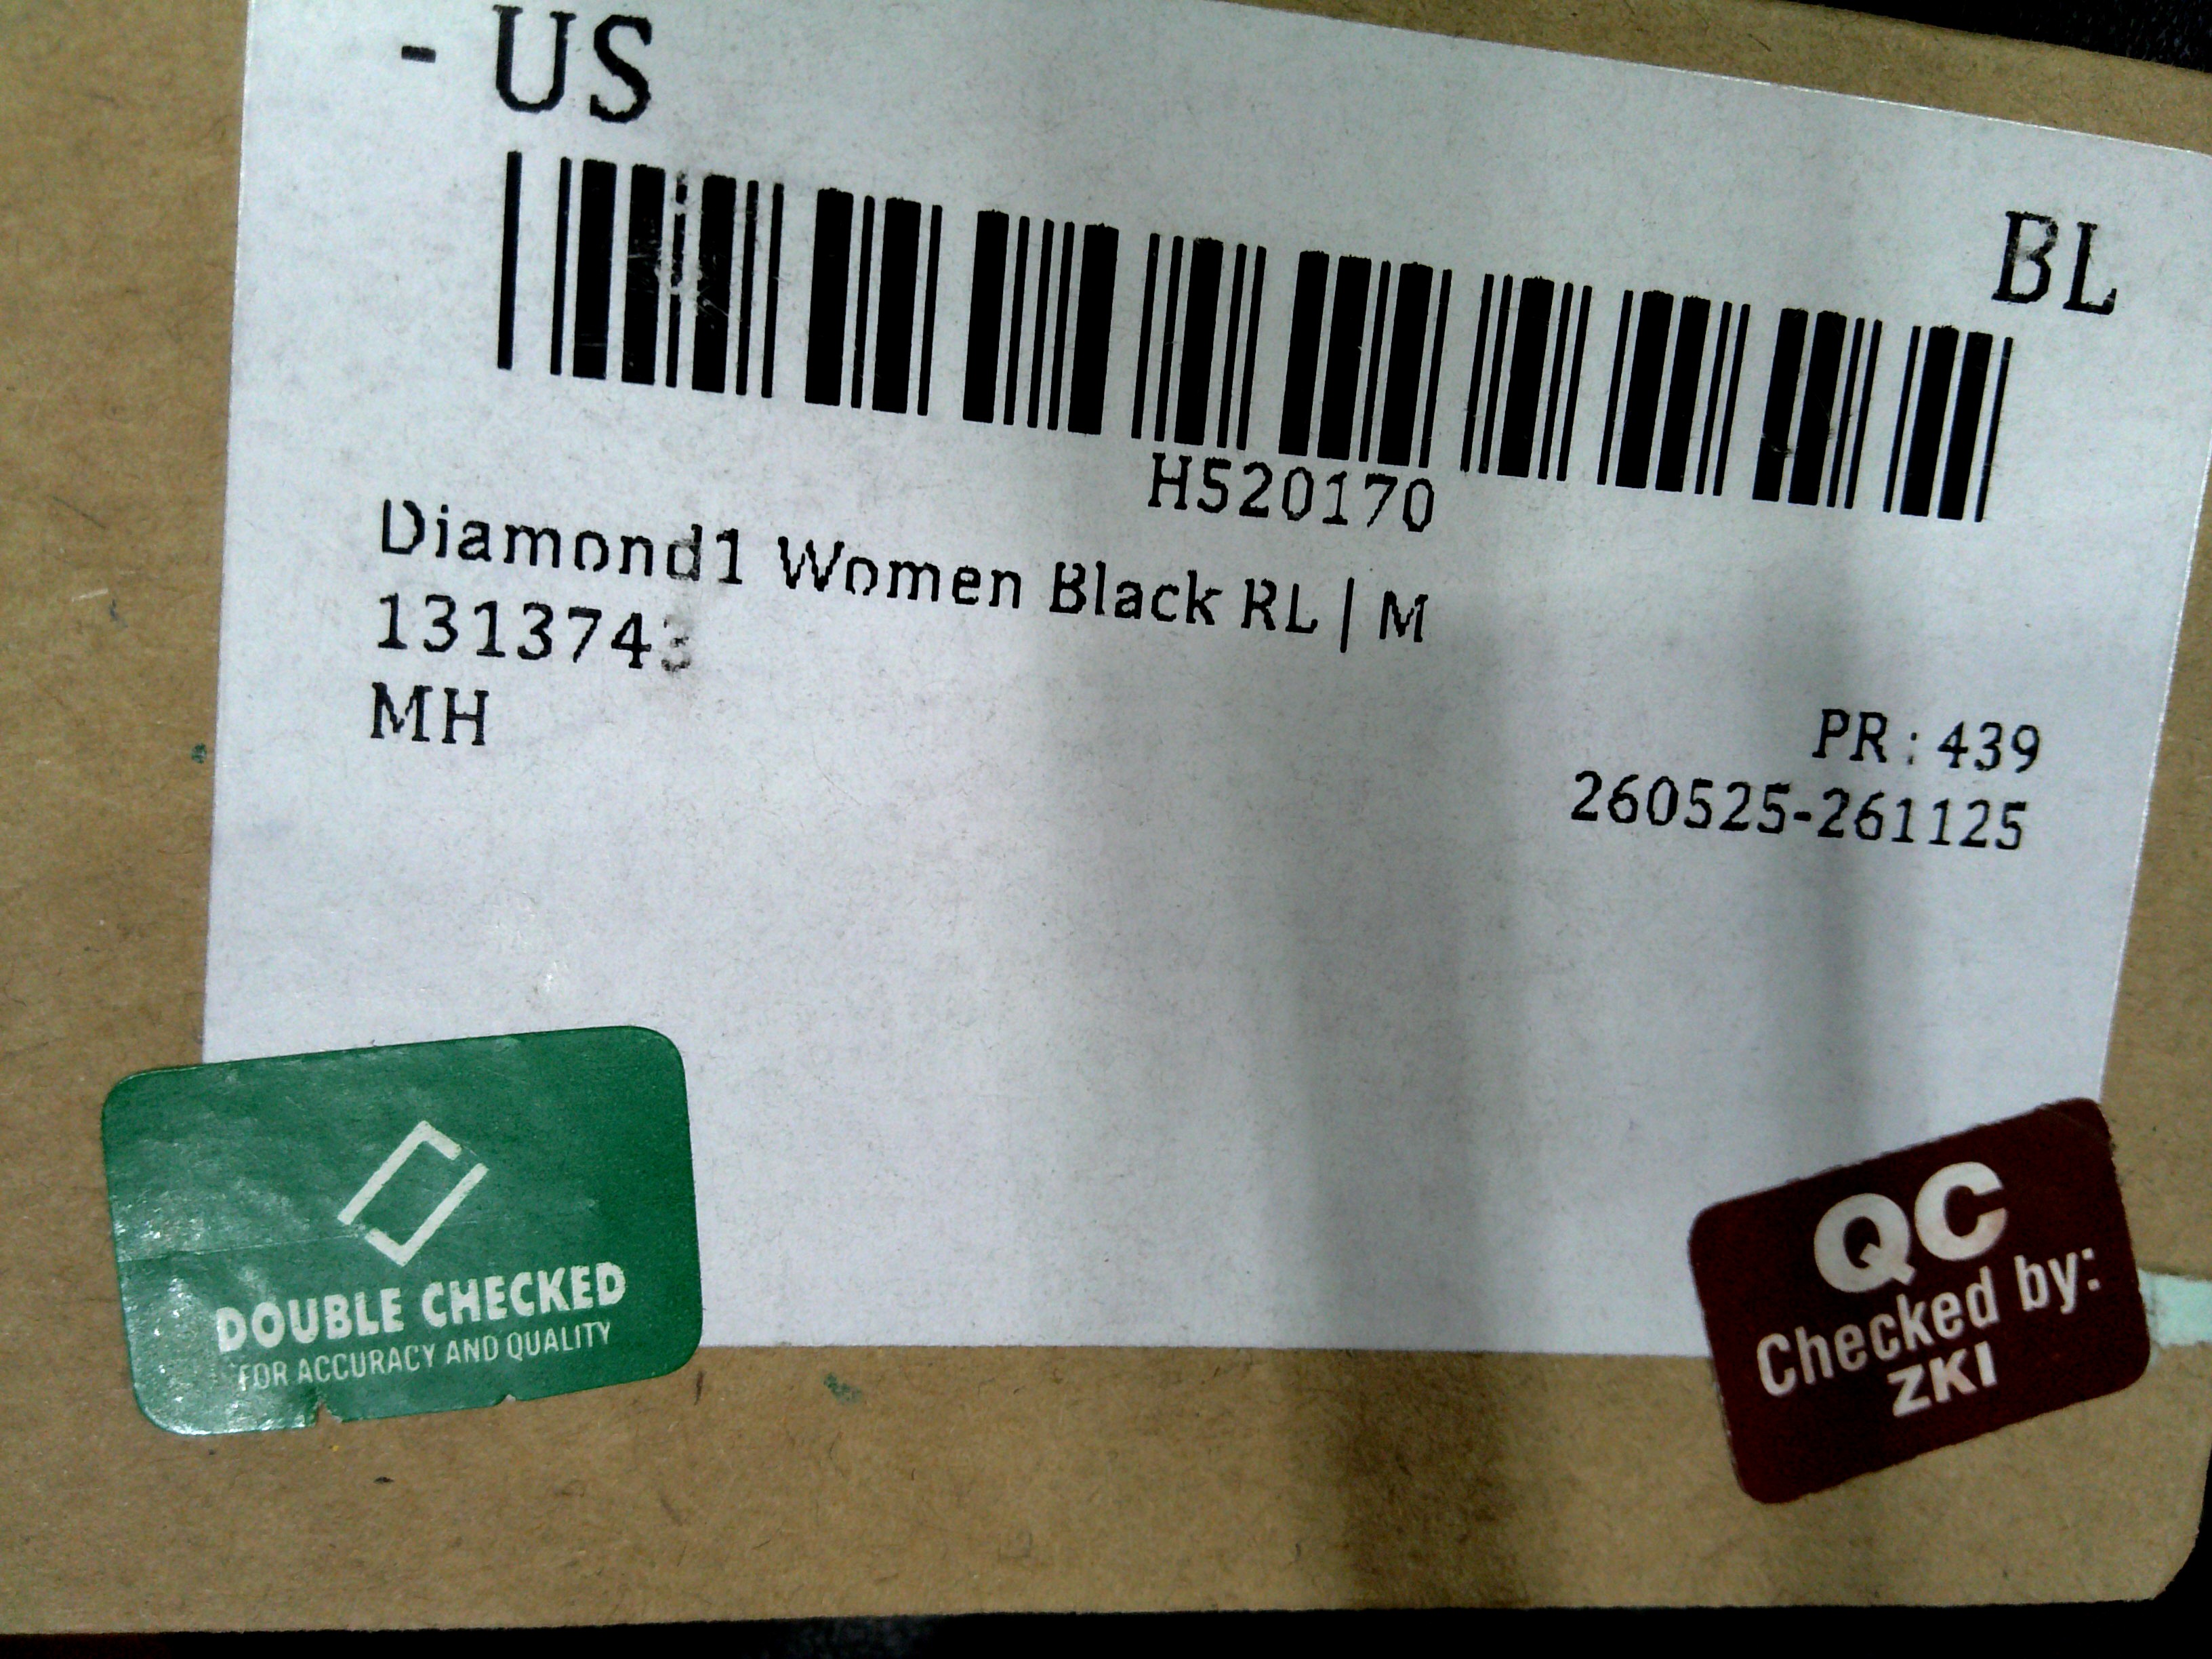 - US
BL
H520170
Diamond1 Women Black RL | M
1313743
MH
PR : 439
260525-261125
DOUBLE CHECKED
FOR ACCURACY AND QUALITY
QC
Checked by:
ZKI